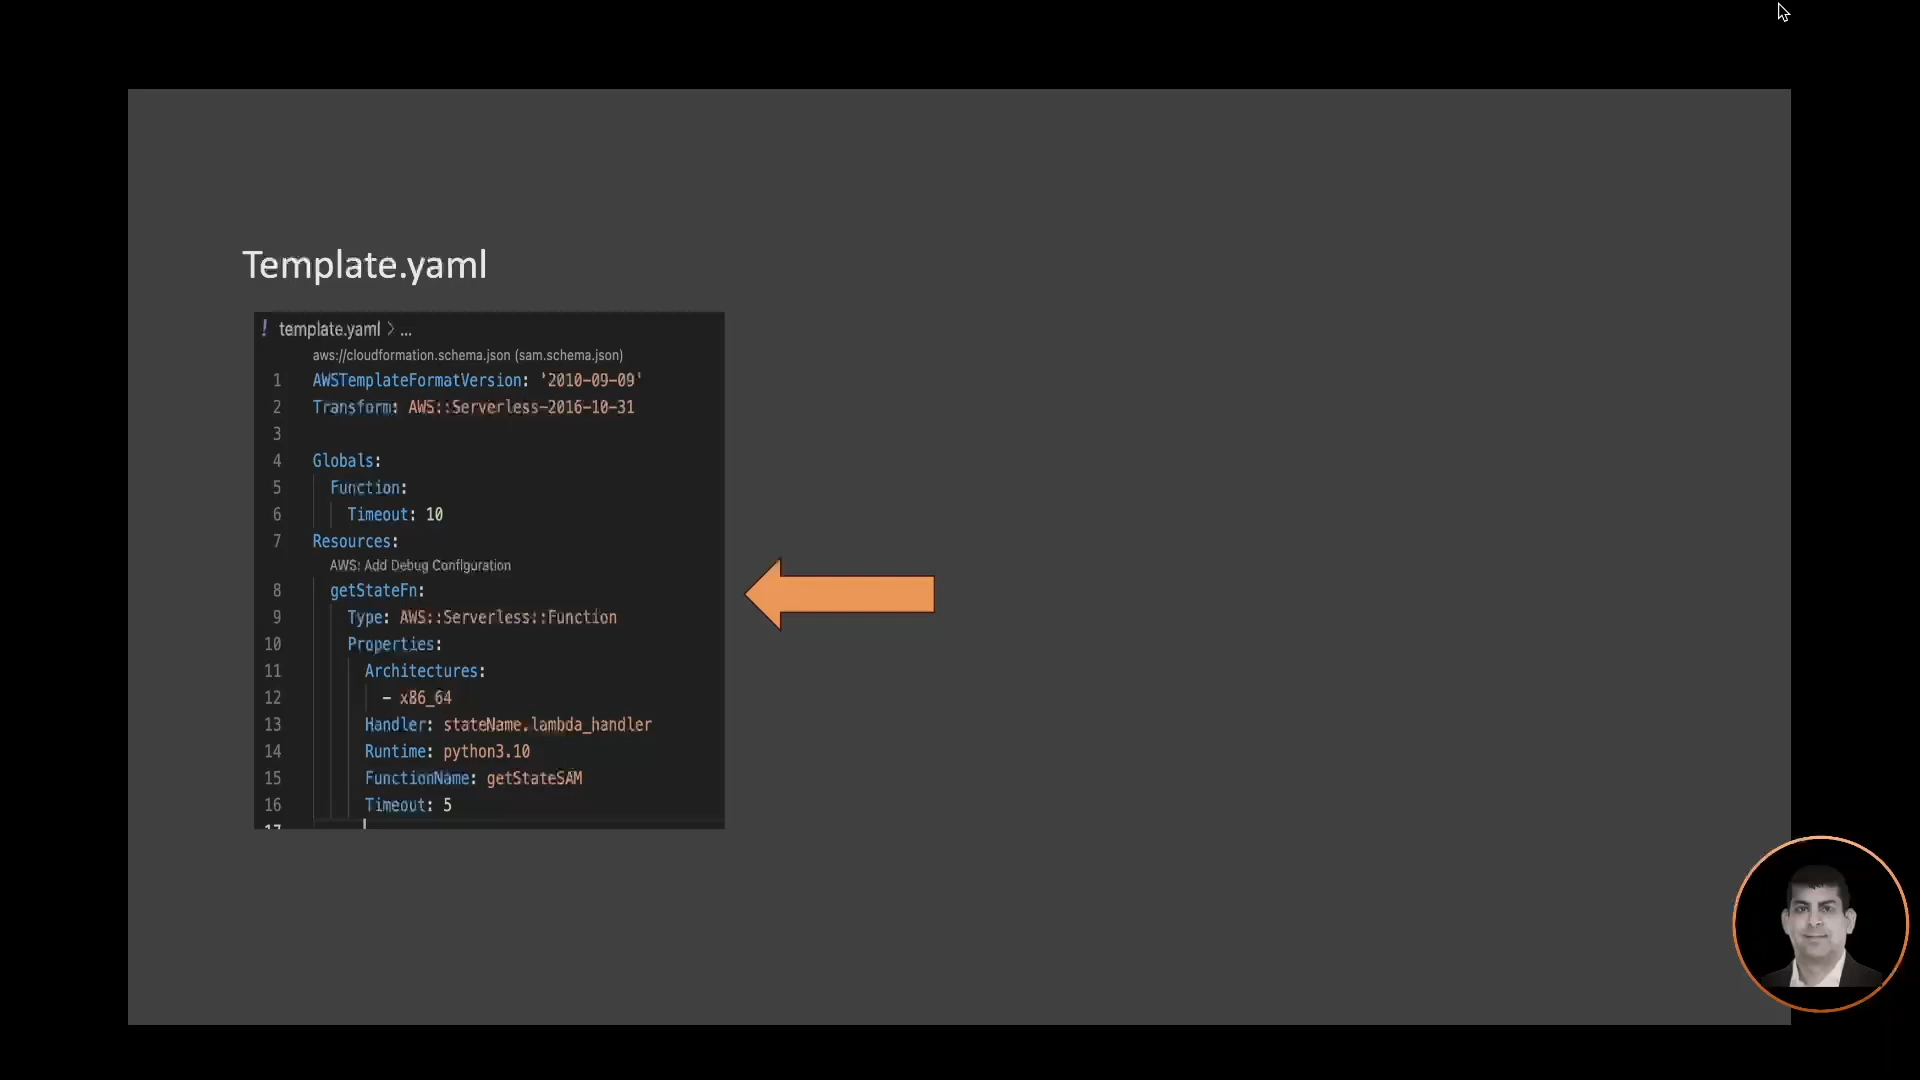 Template.yaml
! template.yaml > ...
aws://cloudformation.schema.json (sam.schema.json)
1 AWSTemplateFormatVersion: '2010-09-09'
2 Transform: AWS::Serverless-2016-10-31
3
4 Globals:
5 Function:
6 Timeout: 10
7 Resources:
AWS: Add Debug Configuration
8 getStateFn:
9 Type: AWS::Serverless::Function
10 Properties:
11 Architectures:
12 - x86_64
13 Handler: stateName.lambda_handler
14 Runtime: python3.10
15 FunctionName: getStateSAM
16 Timeout: 5
17